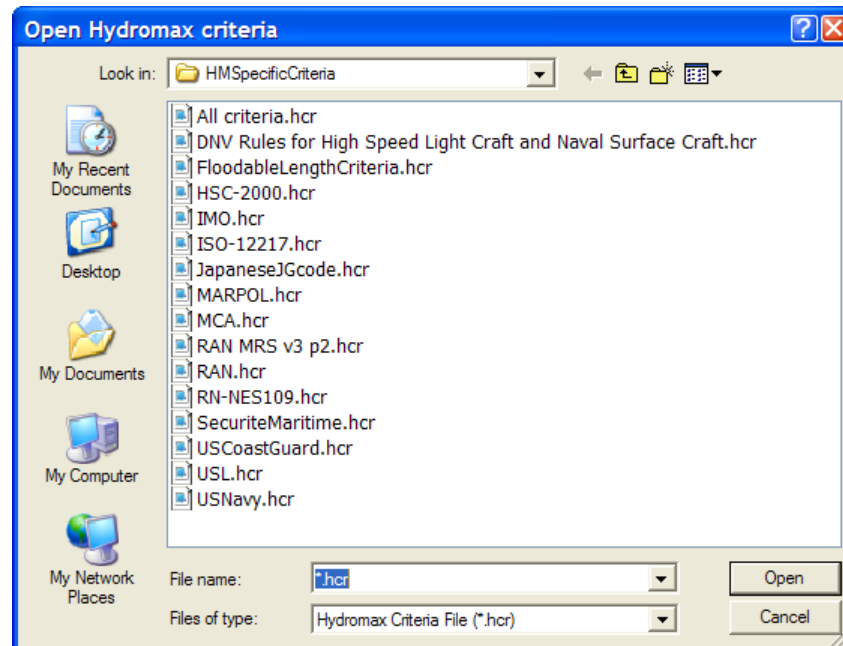 Open Hydromax criteria
Look in:
HMSpecificCriteria
My Recent
Documents
Desktop
My Documents
My Computer
My Network
Places
All criteria.hcr
DNV Rules for High Speed Light Craft and Naval Surface Craft.hcr
FloodableLengthCriteria.hcr
HSC-2000.hcr
IMO.hcr
ISO-12217.hcr
JapaneseJGcode.hcr
MARPOL.hcr
MCA.hcr
RAN MRS v3 p2.hcr
RAN.hcr
RN-NES109.hcr
SecuriteMaritime.hcr
USCoastGuard.hcr
USL.hcr
USNavy.hcr
File name:
*.hcr
Open
Files of type:
Hydromax Criteria File (*.hcr)
Cancel